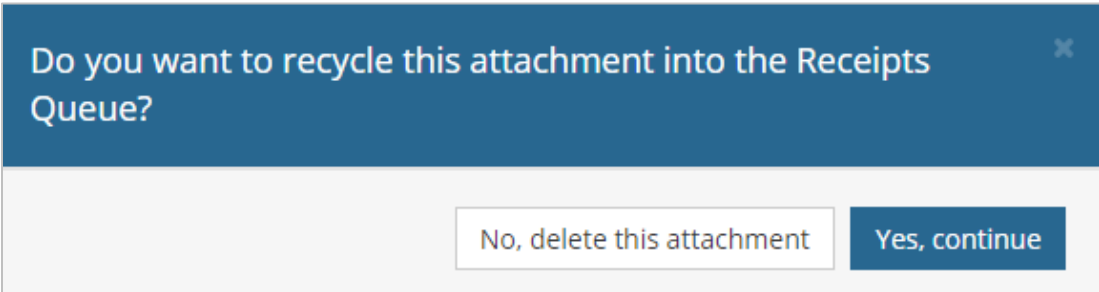 Do you want to recycle this attachment into the Receipts
Queue?
No, delete this attachment
Yes, continue